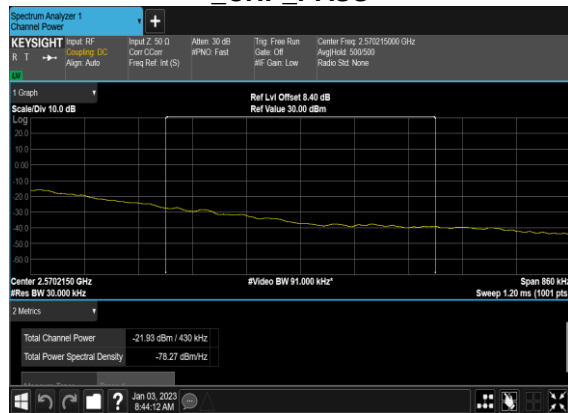 Spectrum Analyzer 1
Channel Power
+
KEYSIGHT
R T
LXI
Input: RF
Coupling: DC
Align: Auto
Input Z: 50 Ω
Corr CCorr
Freq Ref: Int (S)
Atten: 30 dB
#PNO: Fast
Trig: Free Run
Gate: Off
#IF Gain: Low
Center Freq: 2.570215000 GHz
Avg|Hold: 500/500
Radio Std: None
1 Graph
Scale/Div 10.0 dB
Ref Lvl Offset 8.40 dB
Ref Value 30.00 dBm
Log
20.0
10.0
0.00
-10.0
-20.0
-30.0
-40.0
-50.0
-60.0
Center 2.5702150 GHz
#Video BW 91.000 kHz*
Span 860 kHz
#Res BW 30.000 kHz
Sweep 1.20 ms (1001 pts
2 Metrics
Total Channel Power -21.93 dBm / 430 kHz
Total Power Spectral Density -78.27 dBm/Hz
?
Jan 03, 2023
8:44:12 AM